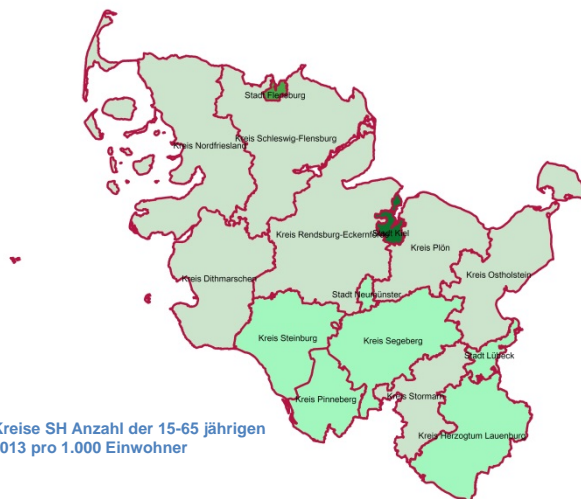 Stadt Flensburg
Kreis Nordfriesland
Kreis Schleswig-Flensburg
Kreis Rendsburg-Eckernf
Stadt Kiel
Kreis Plön
Kreis Ostholstein
Kreis Dithmarschen
Stadt Neumünster
Kreis Steinburg
Kreis Segeberg
Stadt Lübeck
Kreis Pinneberg
Kreis Stormarn
Kreis Herzogtum Lauenburg
Kreise SH Anzahl der 15-65 jährigen
013 pro 1.000 Einwohner